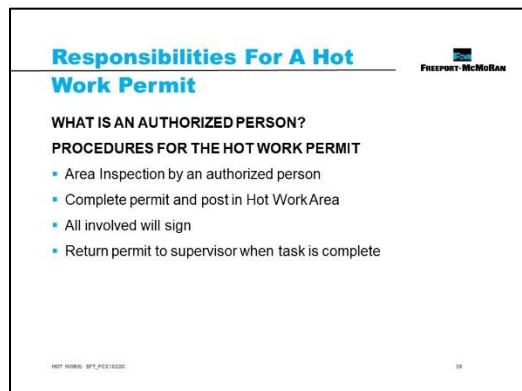 Responsibilities For A Hot
Work Permit
FCX
FREEPORT-McMoRAN
WHAT IS AN AUTHORIZED PERSON?
PROCEDURES FOR THE HOT WORK PERMIT
▪ Area Inspection by an authorized person
▪ Complete permit and post in Hot Work Area
▪ All involved will sign
▪ Return permit to supervisor when task is complete
HOT WORK: SFT_FCX1022C